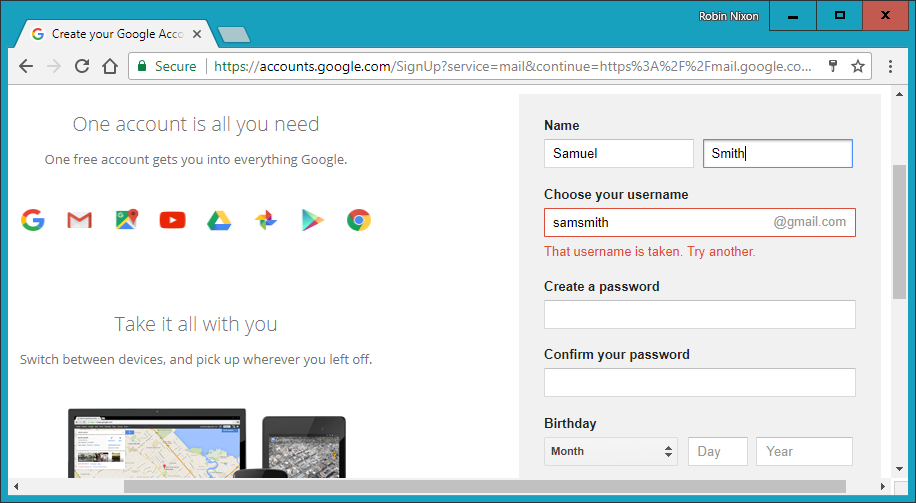 Robin Nixon
Create your Google Acco
Secure
https://accounts.google.com/SignUp?service=mail&continue=https%3A%2F%2Fmail.google.co...
One account is all you need
One free account gets you into everything Google.
Take it all with you
Switch between devices, and pick up wherever you left off.
Name
Samuel Smith
Choose your username
samsmith @gmail.com
That username is taken. Try another.
Create a password
Confirm your password
Birthday
Month Day Year